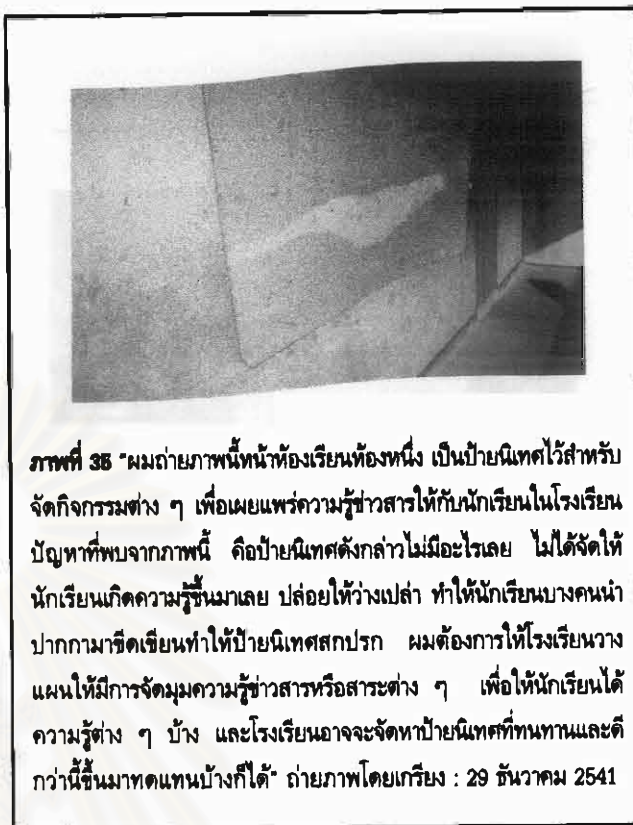 ภาพที่ 35 "ผมถ่ายภาพนี้หน้าห้องเรียนห้องหนึ่ง เป็นป้ายนิเทศไว้สำหรับ
จัดกิจกรรมต่าง ๆ เพื่อเผยแพร่ความรู้ข่าวสารให้กับนักเรียนในโรงเรียน
ปัญหาที่พบจากภาพนี้ คือป้ายนิเทศดังกล่าวไม่มีอะไรเลย ไม่ได้จัดให้
นักเรียนเกิดความรู้ขึ้นมาเลย ปล่อยให้ว่างเปล่า ทำให้นักเรียนบางคนนำ
ปากกามาขีดเขียนทำให้ป้ายนิเทศสกปรก ผมต้องการให้โรงเรียนวาง
แผนให้มีการจัดมุมความรู้ข่าวสารหรือสาระต่าง ๆ เพื่อให้นักเรียนได้
ความรู้ต่าง ๆ บ้าง และโรงเรียนอาจจะจัดหาป้ายนิเทศที่ทนทานและดี
กว่านี้ขึ้นมาทดแทนบ้างก็ได้" ถ่ายภาพโดยเกรียง : 29 ธันวาคม 2541